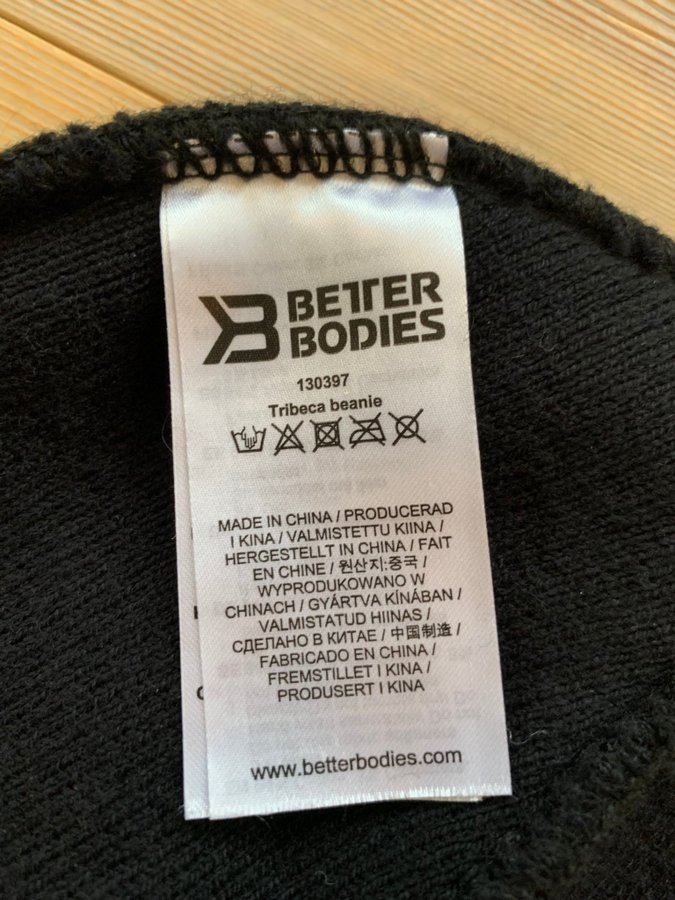 BETTER
BODIES
130397
Tribeca beanie
MADE IN CHINA / PRODUCERAD
I KINA / VALMISTETTU KIINA /
HERGESTELLT IN CHINA / FAIT
EN CHINE / 원산지:중국 /
WYPRODUKOWANO W
CHINACH / GYÁRTVA KÍNÁBAN /
VALMISTATUD HIINAS /
СДЕЛАНО В КИТАЕ / 中国制造 /
FABRICADO EN CHINA /
FREMSTILLET I KINA /
PRODUSERT I KINA
www.betterbodies.com